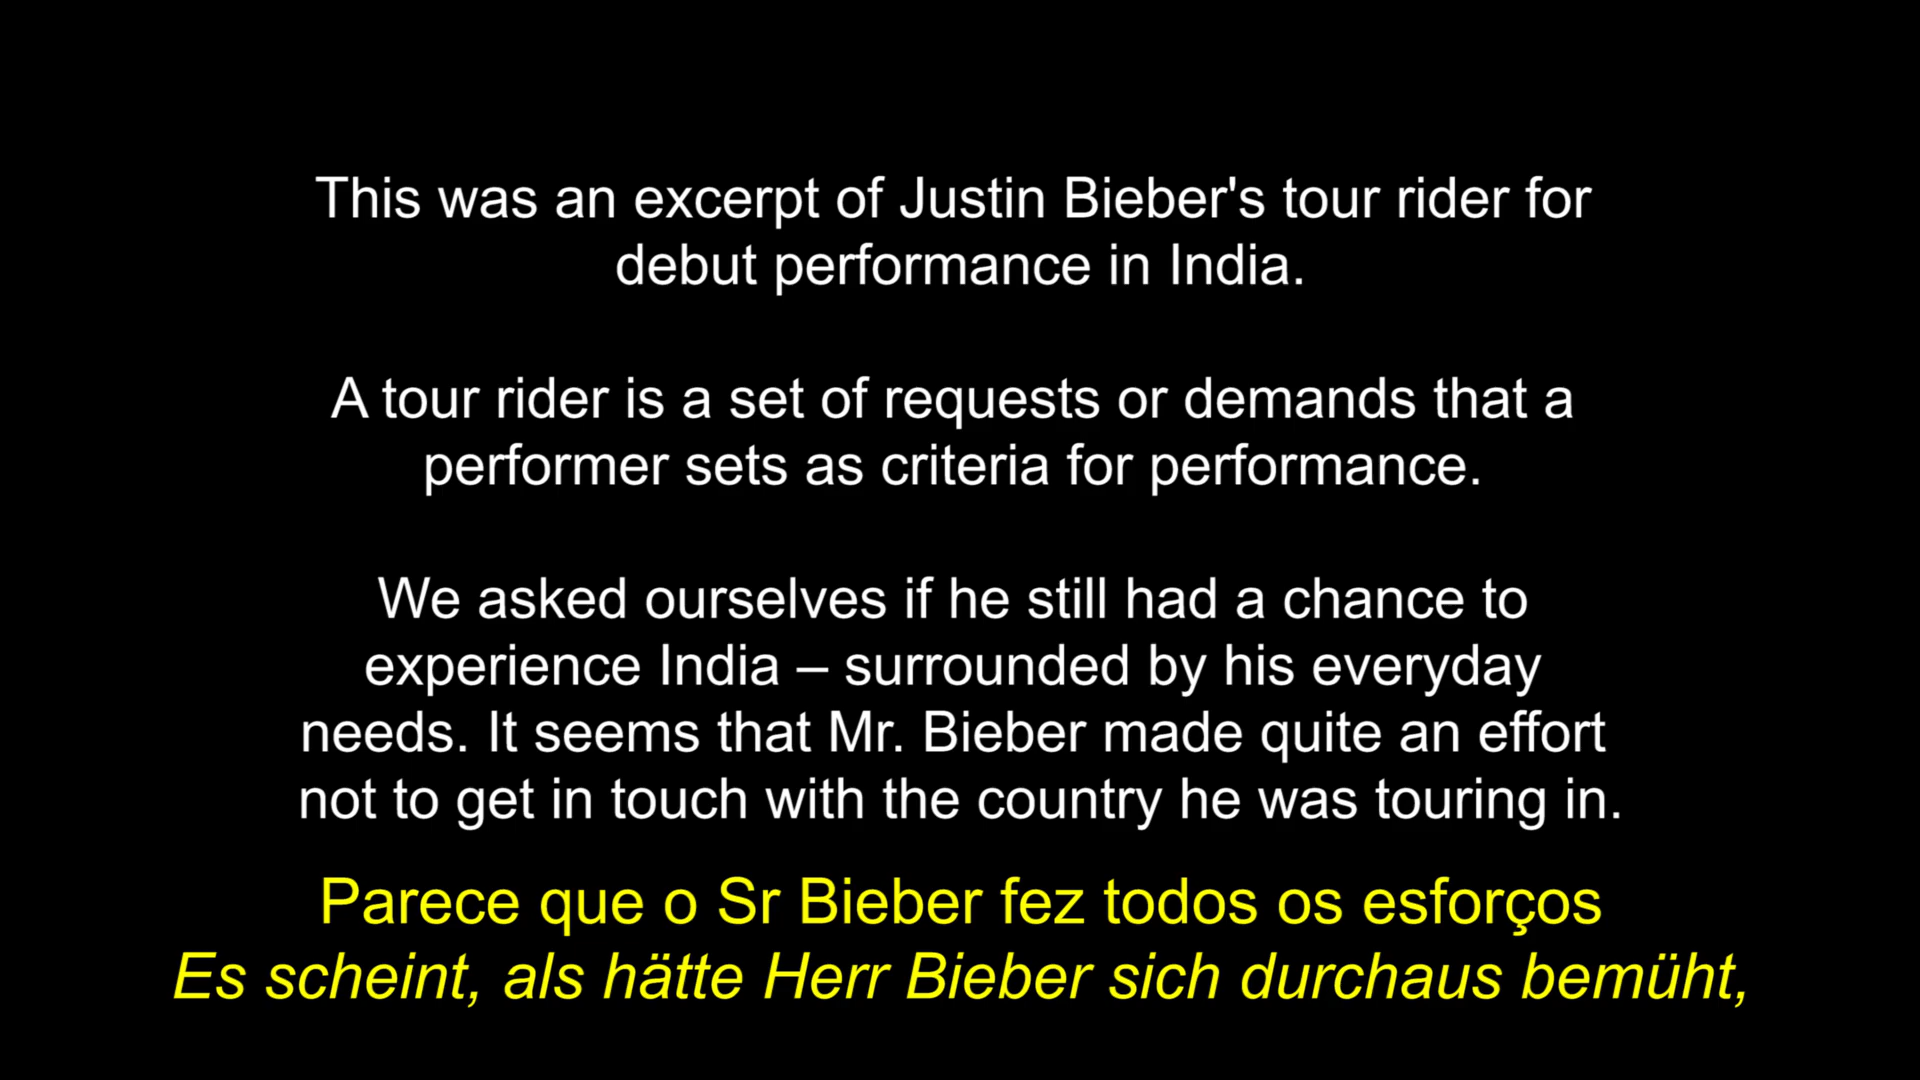 This was an excerpt of Justin Bieber's tour rider for
debut performance in India.
A tour rider is a set of requests or demands that a
performer sets as criteria for performance.
We asked ourselves if he still had a chance to
experience India – surrounded by his everyday
needs. It seems that Mr. Bieber made quite an effort
not to get in touch with the country he was touring in.
Parece que o Sr Bieber fez todos os esforços
Es scheint, als hätte Herr Bieber sich durchaus bemüht,